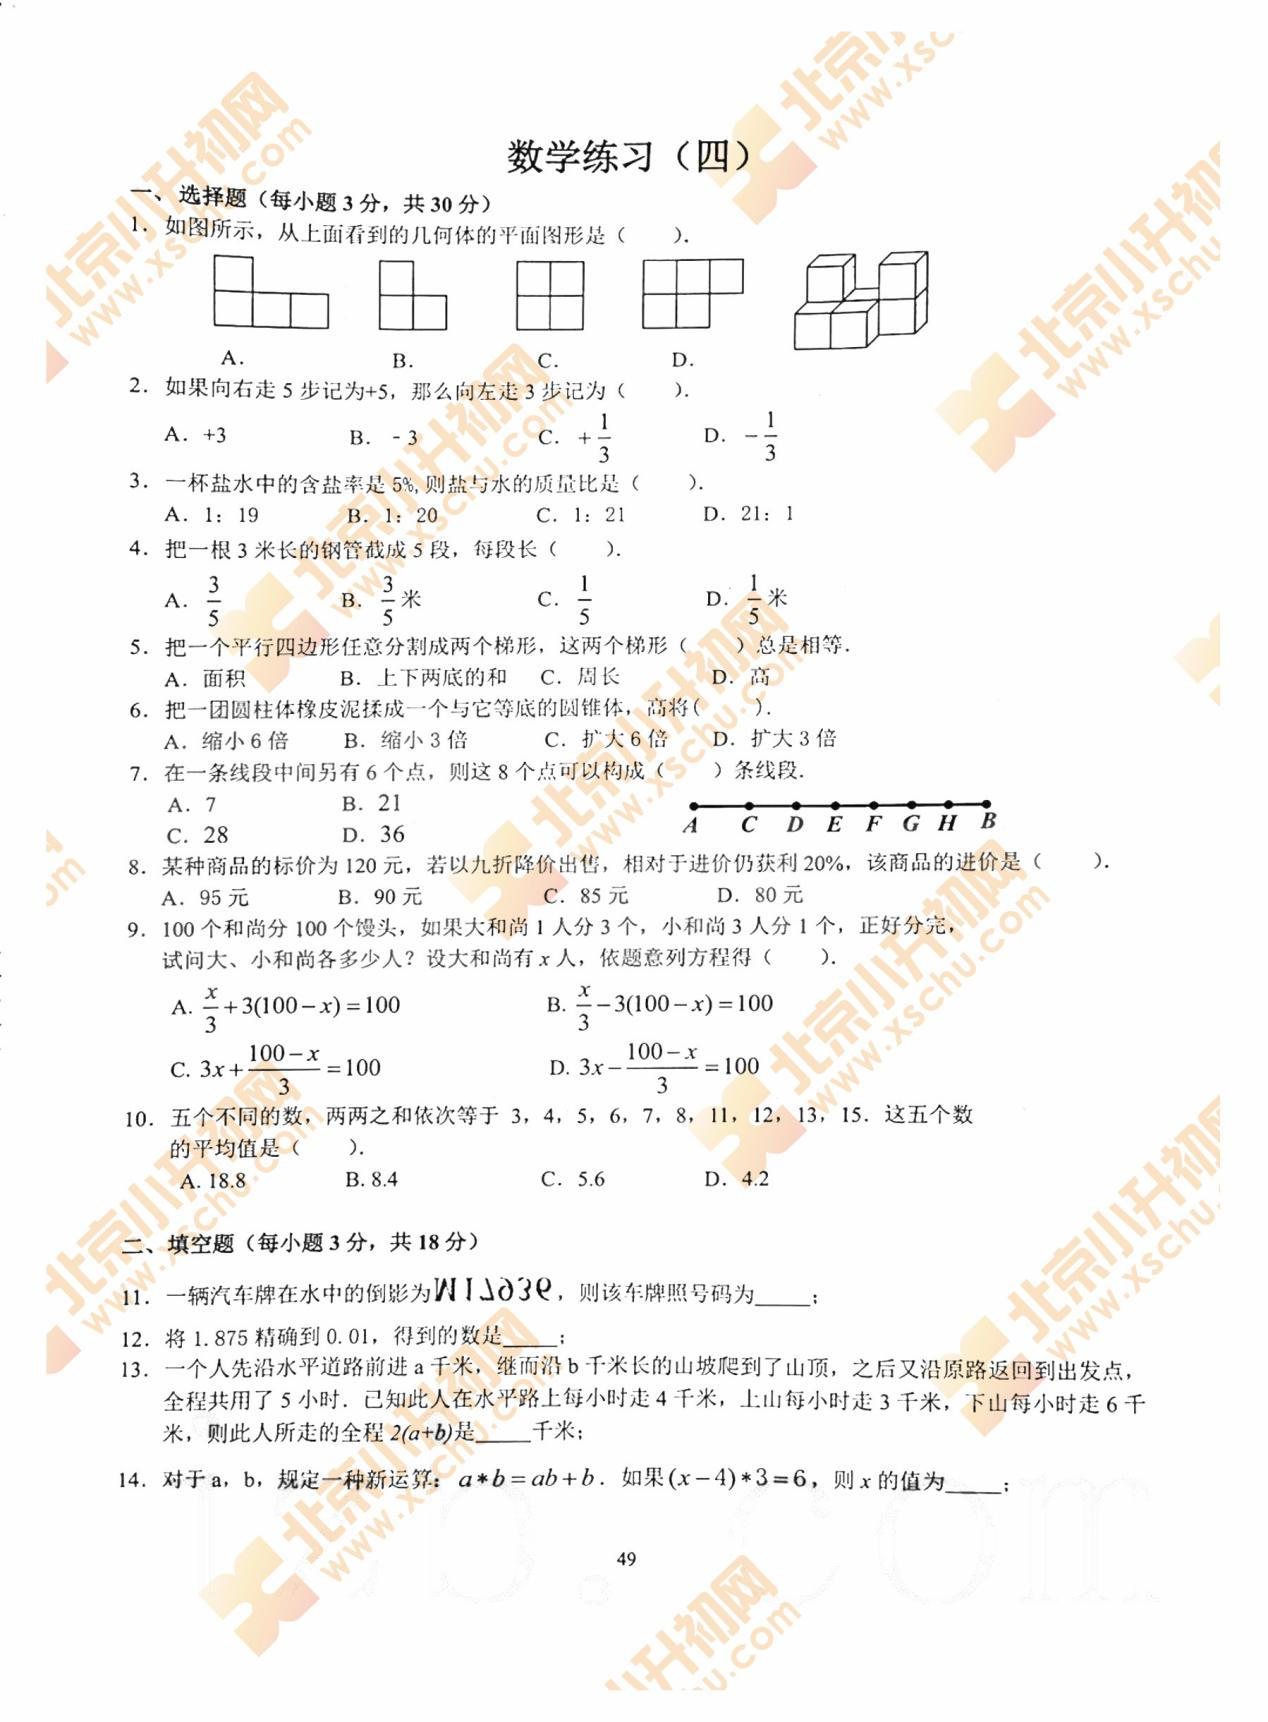 数学练习（四）
一、选择题（每小题3分，共30分）
1．如图所示，从上面看到的几何体的平面图形是（　　）.
A.　B.　C.　D.
2．如果向右走5步记为+5，那么向左走3步记为（　　）.
A．+3　B．-3　C．+1/3　D．-1/3
3．一杯盐水中的含盐率是5%,则盐与水的质量比是（　　）.
A．1：19　B．1：20　C．1：21　D．21：1
4．把一根3米长的钢管截成5段，每段长（　　）.
A．3/5　B．3/5米　C．1/5　D．1/5米
5．把一个平行四边形任意分割成两个梯形，这两个梯形（　　）总是相等.
A．面积　B．上下两底的和　C．周长　D．高
6．把一团圆柱体橡皮泥揉成一个与它等底的圆锥体，高将(　　).
A．缩小6倍　B．缩小3倍　C．扩大6倍　D．扩大3倍
7．在一条线段中间另有6个点，则这8个点可以构成（　　）条线段.
A．7　B．21
C．28　D．36
A C D E F G H B
8．某种商品的标价为120元，若以九折降价出售，相对于进价仍获利20%，该商品的进价是（　　）.
A．95元　B．90元　C．85元　D．80元
9．100个和尚分100个馒头，如果大和尚1人分3个，小和尚3人分1个，正好分完，
试问大、小和尚各多少人？设大和尚有x人，依题意列方程得（　　）.
A. x/3+3(100−x)=100　B. x/3−3(100−x)=100
C. 3x+(100−x)/3=100　D. 3x−(100−x)/3=100
10．五个不同的数，两两之和依次等于 3，4，5，6，7，8，11，12，13，15．这五个数
的平均值是（　　）.
A. 18.8　B. 8.4　C．5.6　D．4.2
二、填空题（每小题3分，共18分）
11．一辆汽车牌在水中的倒影为　，则该车牌照号码为_____；
12．将1.875精确到0.01，得到的数是_____；
13．一个人先沿水平道路前进a千米，继而沿b千米长的山坡爬到了山顶，之后又沿原路返回到出发点，
全程共用了5小时．已知此人在水平路上每小时走4千米，上山每小时走3千米，下山每小时走6千
米，则此人所走的全程2(a+b)是_____千米；
14．对于a，b，规定一种新运算：a*b=ab+b．如果(x−4)*3=6，则x的值为_____；
49
北京小升初网
www.xschu.com